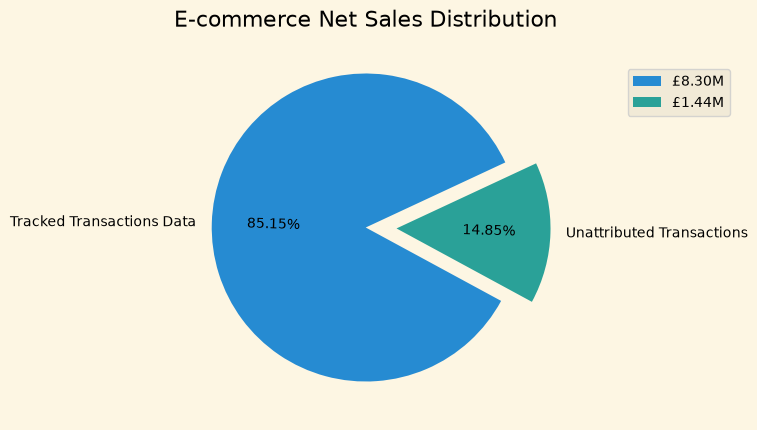 E-commerce Net Sales Distribution
£8.30M
£1.44M
Tracked Transactions Data
85.15%
14.85%
Unattributed Transactions